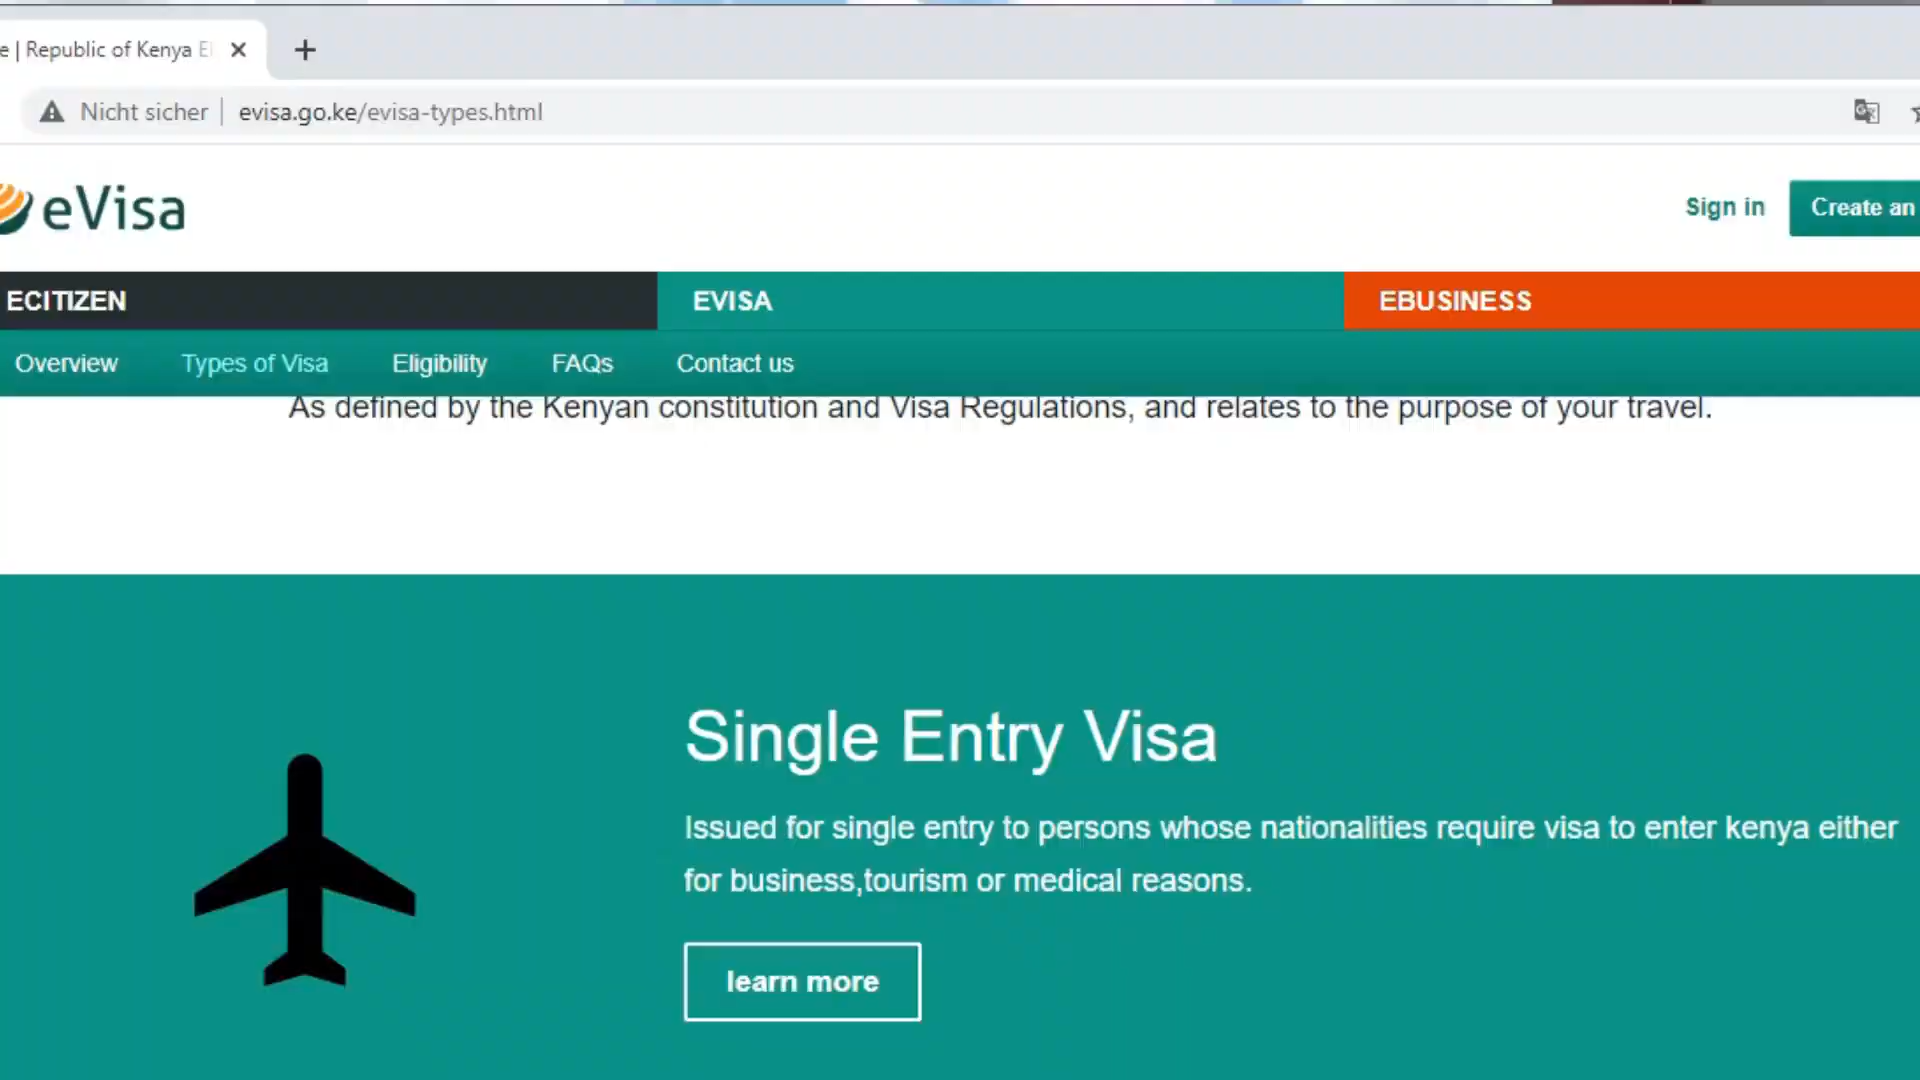 e | Republic of Kenya E
Nicht sicher evisa.go.ke/evisa-types.html
eVisa
Sign in
Create an
ECITIZEN
EVISA
EBUSINESS
Overview
Types of Visa
Eligibility
FAQs
Contact us
As defined by the Kenyan constitution and Visa Regulations, and relates to the purpose of your travel.
Single Entry Visa
Issued for single entry to persons whose nationalities require visa to enter kenya either
for business,tourism or medical reasons.
learn more